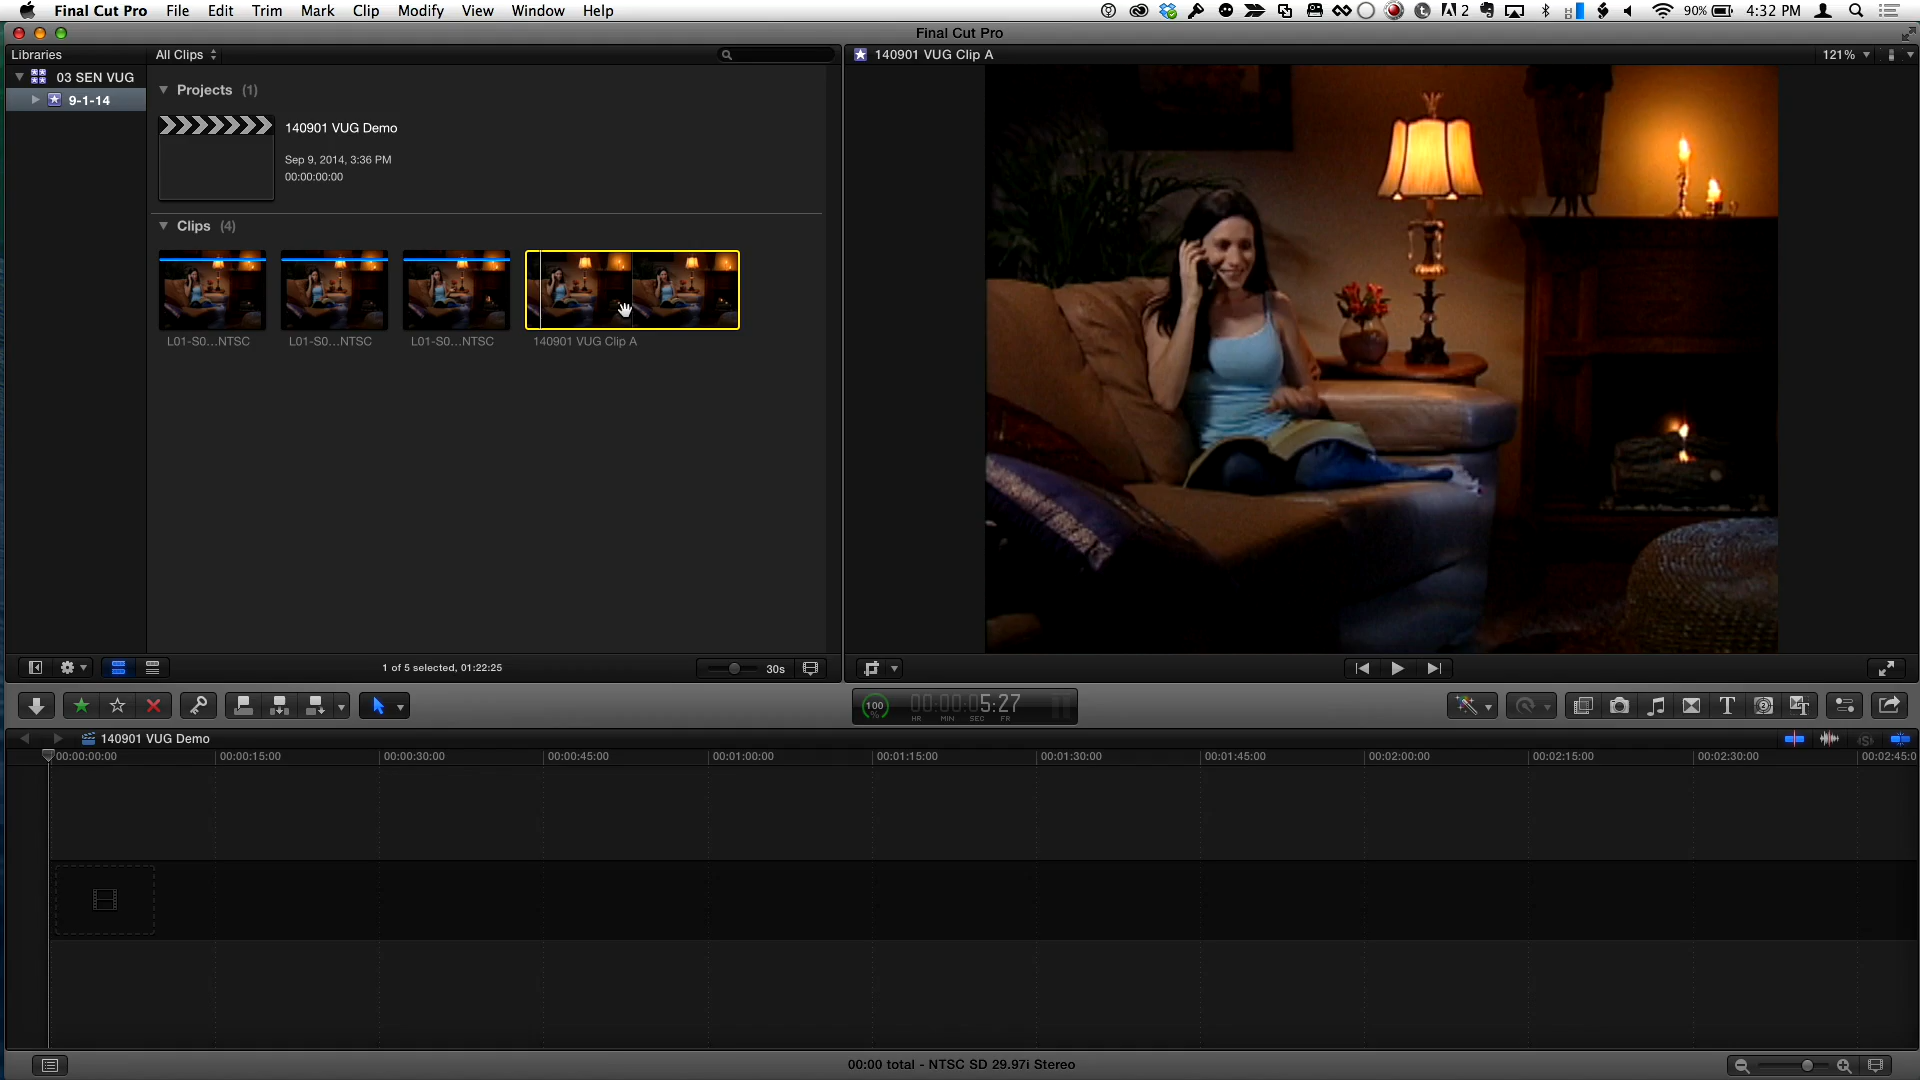 Final Cut Pro File Edit Trim Mark Clip Modify View Window Help 2 90% 4:32 PM
Final Cut Pro
Libraries All Clips 140901 VUG Clip A 121%
03 SEN VUG
9-1-14
Projects (1)
140901 VUG Demo
Sep 9, 2014, 3:36 PM
00:00:00:00
Clips (4)
L01-S0...NTSC L01-S0...NTSC L01-S0...NTSC 140901 VUG Clip A
1 of 5 selected, 01:22:25 30s
100 % 00:00:05:27
HR MIN SEC FR
140901 VUG Demo
00:00:00:00 00:00:15:00 00:00:30:00 00:00:45:00 00:01:00:00 00:01:15:00 00:01:30:00 00:01:45:00 00:02:00:00 00:02:15:00 00:02:30:00 00:02:45:0
00:00 total - NTSC SD 29.97i Stereo